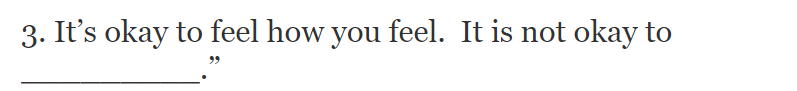 3. It’s okay to feel how you feel.  It is not okay to
__________.”